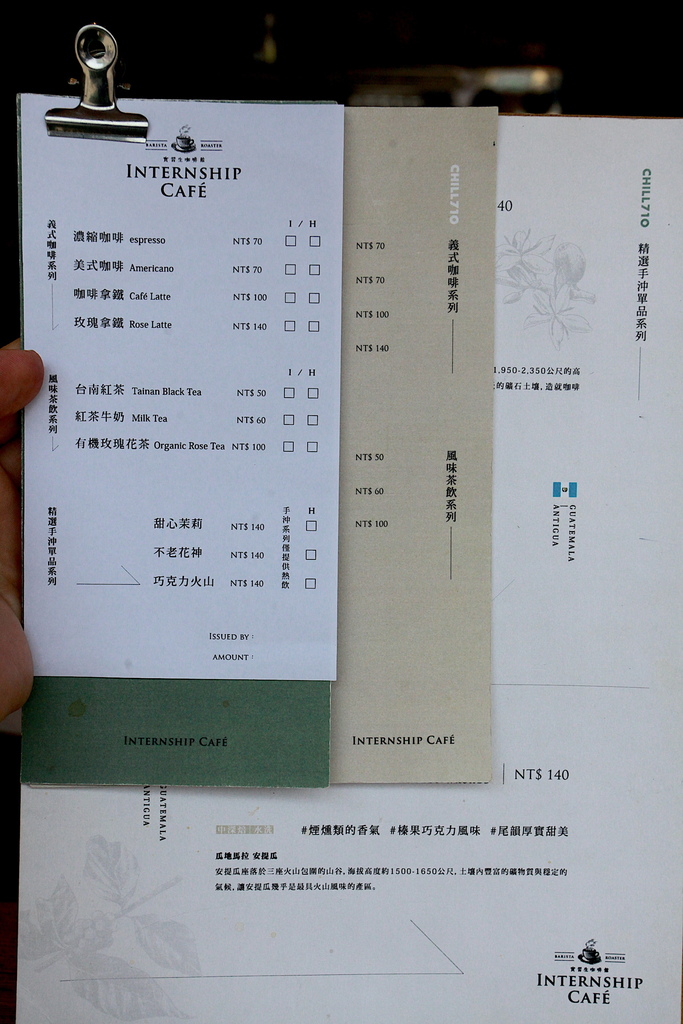 BARISTA ROASTER
實習生咖啡館
INTERNSHIP
CAFÉ
義式咖啡系列
I / H
濃縮咖啡 espresso NT$ 70
美式咖啡 Americano NT$ 70
咖啡拿鐵 Café Latte NT$ 100
玫瑰拿鐵 Rose Latte NT$ 140
風味茶飲系列
I / H
台南紅茶 Tainan Black Tea NT$ 50
紅茶牛奶 Milk Tea NT$ 60
有機玫瑰花茶 Organic Rose Tea NT$ 100
精選手沖單品系列
手沖系列僅提供熱飲
H
甜心茉莉 NT$ 140
不老花神 NT$ 140
巧克力火山 NT$ 140
ISSUED BY :
AMOUNT :
INTERNSHIP CAFÉ
CHILL710
義式咖啡系列
NT$ 70
NT$ 70
NT$ 100
NT$ 140
風味茶飲系列
NT$ 50
NT$ 60
NT$ 100
INTERNSHIP CAFÉ
CHILL710
精選手沖單品系列
40
1,950-2,350公尺的高
的礦石土壤,造就咖啡
GUATEMALA
ANTIGUA
NT$ 140
GUATEMALA
ANTIGUA
水洗
#煙燻類的香氣 #榛果巧克力風味 #尾韻厚實甜美
瓜地馬拉 安提瓜
安提瓜座落於三座火山包圍的山谷,海拔高度約1500-1650公尺,土壤內豐富的礦物質與穩定的
氣候,讓安提瓜幾乎是最具火山風味的產區。
BARISTA ROASTER
實習生咖啡館
INTERNSHIP
CAFÉ